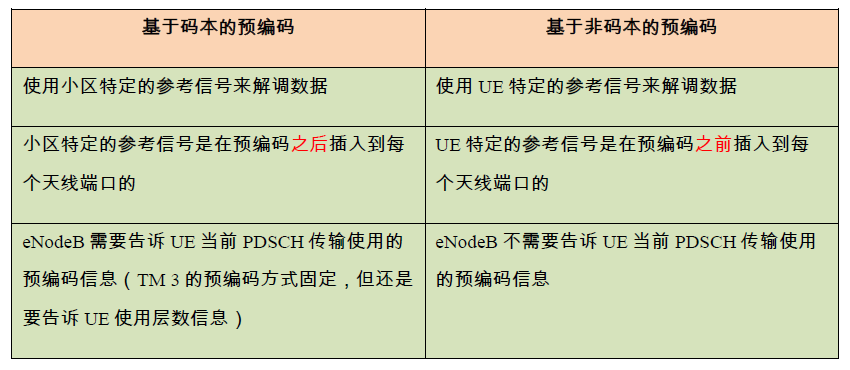 基于码本的预编码
基于非码本的预编码
使用小区特定的参考信号来解调数据
使用 UE 特定的参考信号来解调数据
小区特定的参考信号是在预编码之后插入到每
个天线端口的
UE 特定的参考信号是在预编码之前插入到每
个天线端口的
eNodeB 需要告诉 UE 当前 PDSCH 传输使用的
预编码信息（TM 3 的预编码方式固定，但还是
要告诉 UE 使用层数信息）
eNodeB 不需要告诉 UE 当前 PDSCH 传输使用
的预编码信息